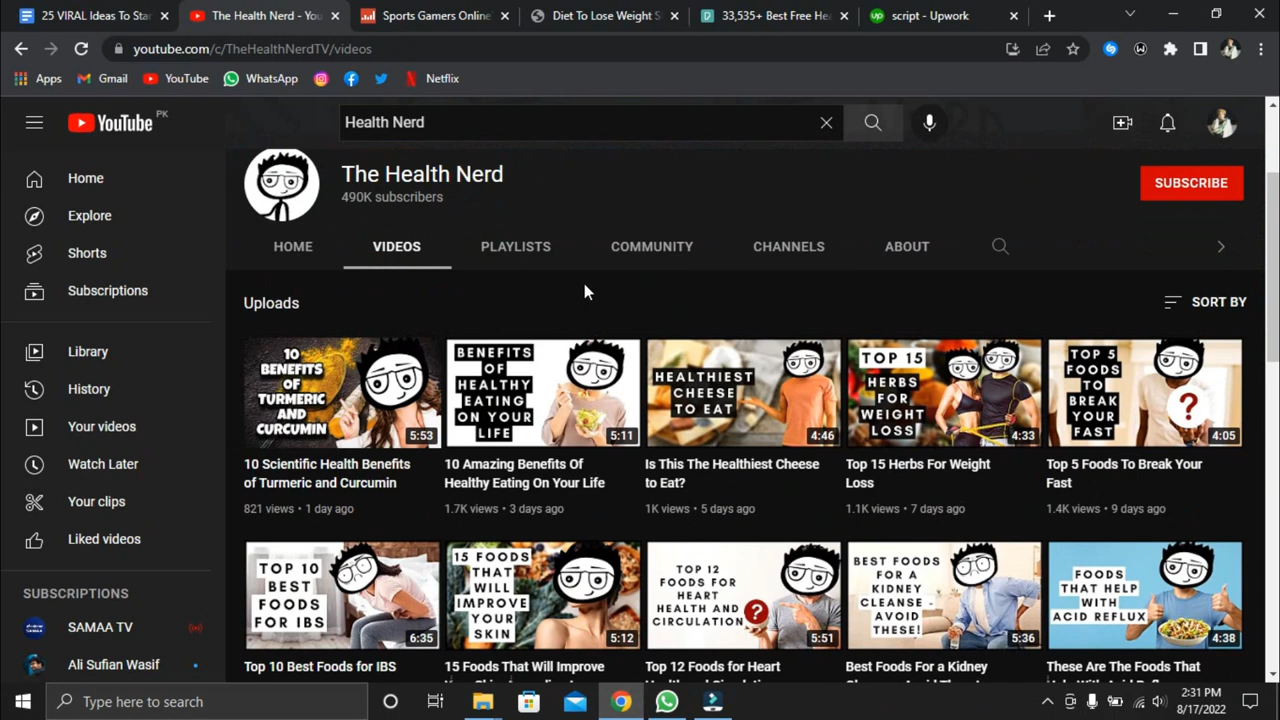 25 VIRAL Ideas To Star
The Health Nerd - You
Sports Gamers Online
Diet To Lose Weight S
33,535+ Best Free Hea
script - Upwork
youtube.com/c/TheHealthNerdTV/videos
Apps
Gmail
YouTube
WhatsApp
Netflix
YouTube PK
Health Nerd
Home
Explore
Shorts
Subscriptions
Library
History
Your videos
Watch Later
Your clips
Liked videos
SUBSCRIPTIONS
SAMAA TV
Ali Sufian Wasif
The Health Nerd
490K subscribers
SUBSCRIBE
HOME
VIDEOS
PLAYLISTS
COMMUNITY
CHANNELS
ABOUT
Uploads
SORT BY
10
BENEFITS
OF
TURMERIC
AND
CURCUMIN
5:53
10 Scientific Health Benefits
of Turmeric and Curcumin
821 views • 1 day ago
BENEFITS
OF
HEALTHY
EATING
ON YOUR
LIFE
5:11
10 Amazing Benefits Of
Healthy Eating On Your Life
1.7K views • 3 days ago
HEALTHIEST
CHEESE
TO EAT
4:46
Is This The Healthiest Cheese
to Eat?
1K views • 5 days ago
TOP 15
HERBS
FOR
WEIGHT
LOSS
4:33
Top 15 Herbs For Weight
Loss
1.1K views • 7 days ago
TOP 5
FOODS
TO
BREAK
YOUR
FAST
?
4:05
Top 5 Foods To Break Your
Fast
1.4K views • 9 days ago
TOP 10
BEST
FOODS
FOR IBS
6:35
Top 10 Best Foods for IBS
15 FOODS
THAT
WILL
IMPROVE
YOUR
SKIN
5:12
15 Foods That Will Improve
TOP 12
FOODS FOR
HEART
HEALTH AND
CIRCULATION
?
5:51
Top 12 Foods for Heart
BEST FOODS
FOR A
KIDNEY
CLEANSE -
AVOID
THESE!
5:36
Best Foods For a Kidney
FOODS
THAT HELP
WITH
ACID REFLUX
4:38
These Are The Foods That
Type here to search
2:31 PM
8/17/2022